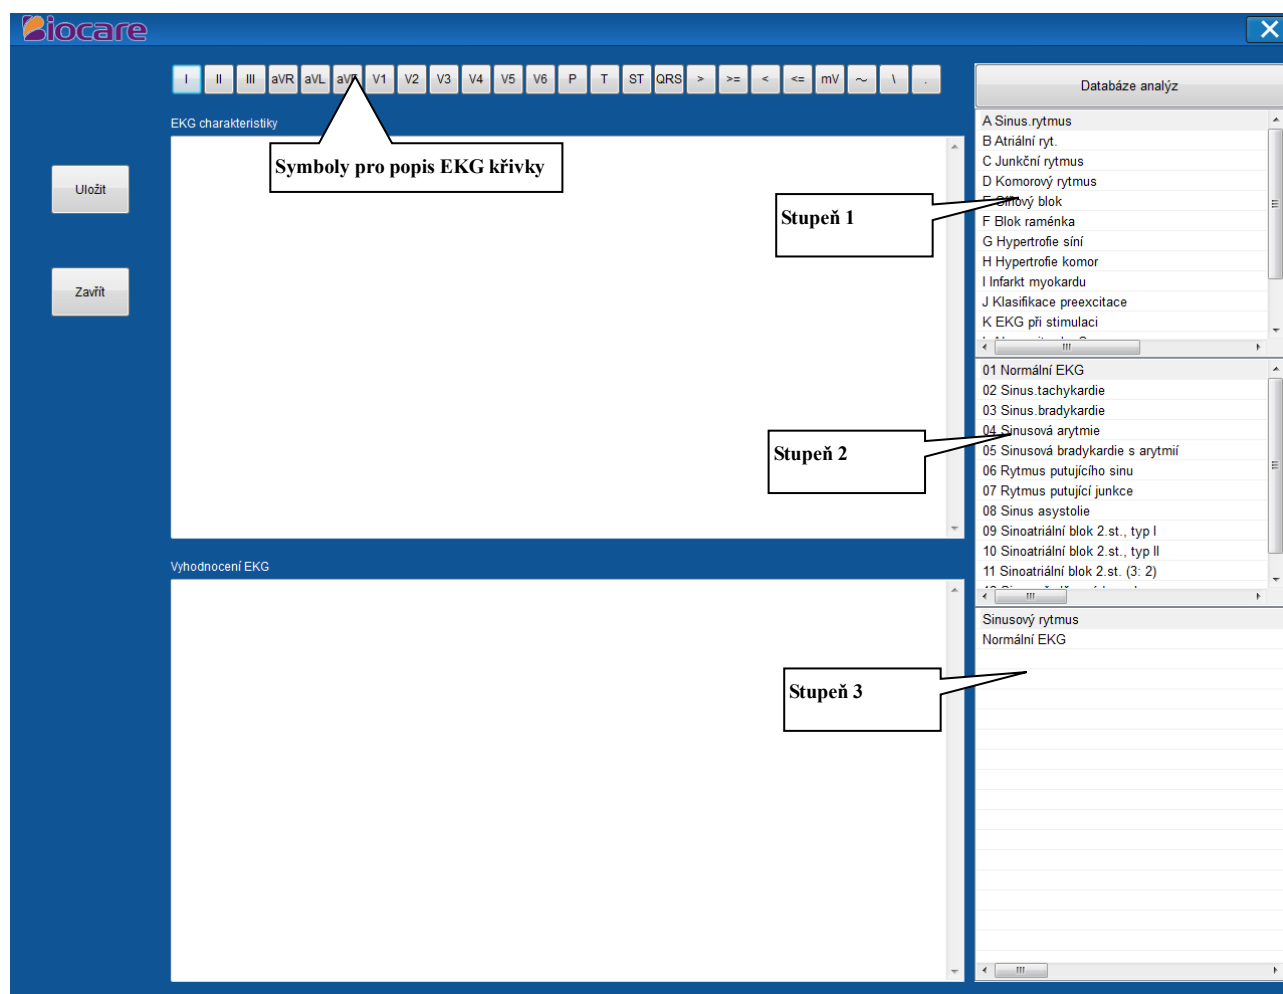 Biocare
I II III aVR aVL aVF V1 V2 V3 V4 V5 V6 P T ST QRS > >= < <= mV ~ \ .
EKG charakteristiky
Symboly pro popis EKG křivky
Uložit
Zavřít
Vyhodnocení EKG
Databáze analýz
A Sinus.rytmus
B Atriální ryt.
C Junkční rytmus
D Komorový rytmus
E Síňový blok
F Blok raménka
G Hypertrofie síní
H Hypertrofie komor
I Infarkt myokardu
J Klasifikace preexcitace
K EKG při stimulaci
Stupeň 1
01 Normální EKG
02 Sinus.tachykardie
03 Sinus.bradykardie
04 Sinusová arytmie
05 Sinusová bradykardie s arytmií
06 Rytmus putujícího sinu
07 Rytmus putující junkce
08 Sinus asystolie
09 Sinoatriální blok 2.st., typ I
10 Sinoatriální blok 2.st., typ II
11 Sinoatriální blok 2.st. (3: 2)
Stupeň 2
Sinusový rytmus
Normální EKG
Stupeň 3